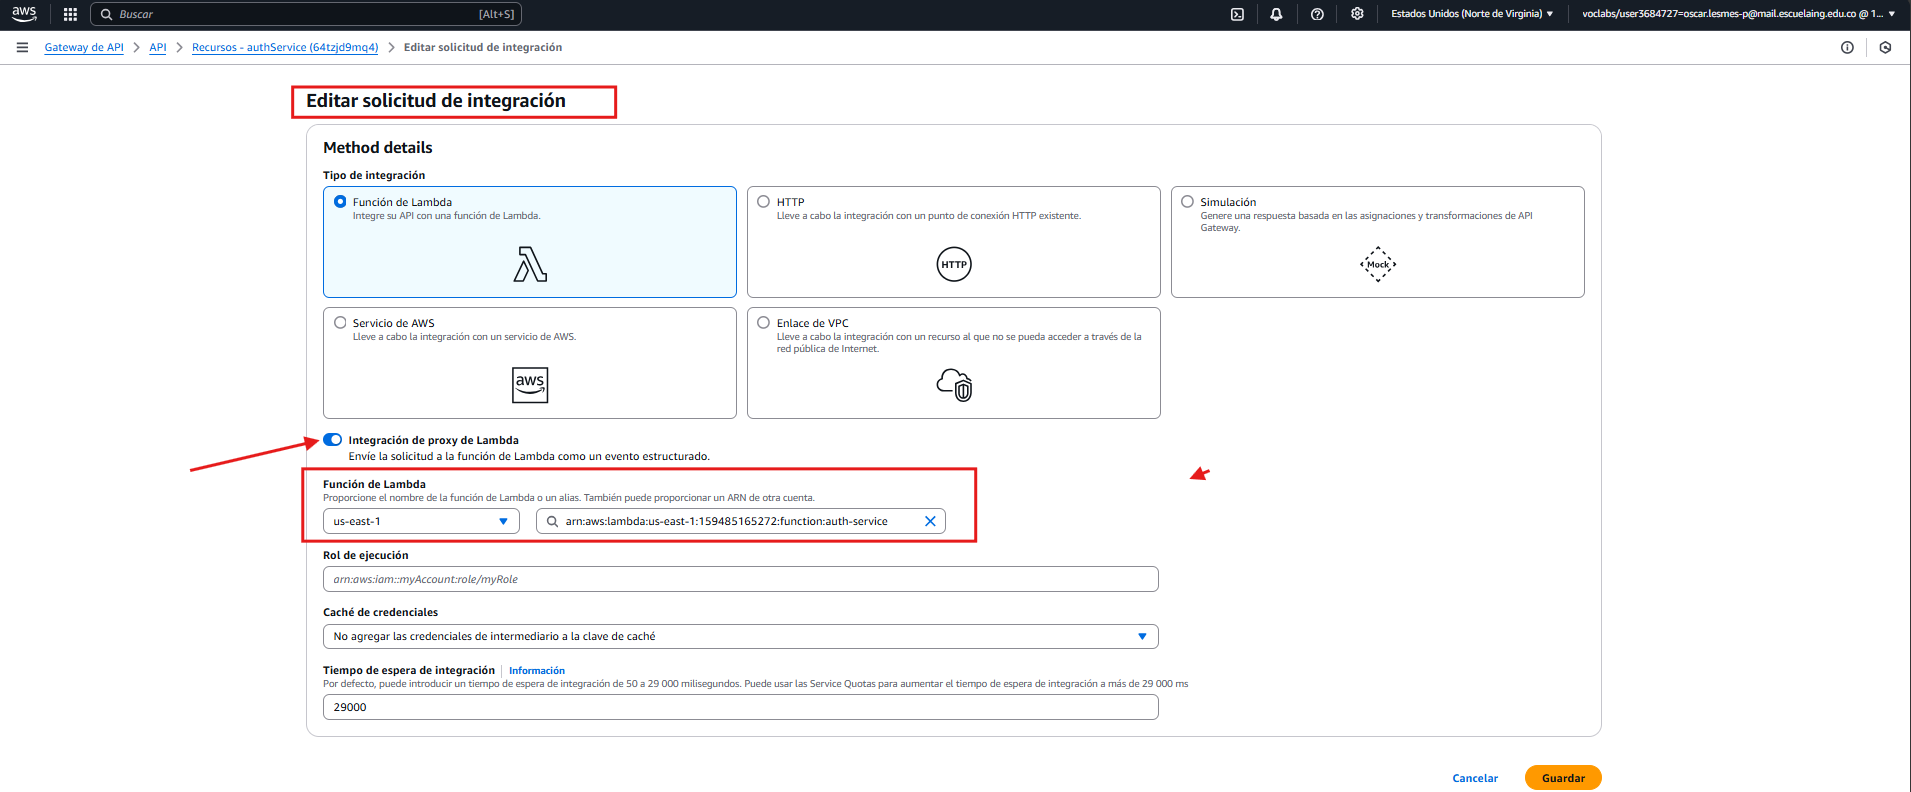 aws
Buscar
[Alt+S]
Estados Unidos (Norte de Virginia)
voclabs/user3684727=oscar.lesmes-p@mail.escuelaing.edu.co @ 1...
Gateway de API
API
Recursos - authService (64tzjd9mq4)
Editar solicitud de integración
Editar solicitud de integración
Method details
Tipo de integración
Función de Lambda
Integre su API con una función de Lambda.
HTTP
Lleve a cabo la integración con un punto de conexión HTTP existente.
HTTP
Simulación
Genere una respuesta basada en las asignaciones y transformaciones de API
Gateway.
Mock
Servicio de AWS
Lleve a cabo la integración con un servicio de AWS.
aws
Enlace de VPC
Lleve a cabo la integración con un recurso al que no se pueda acceder a través de la
red pública de Internet.
Integración de proxy de Lambda
Envíe la solicitud a la función de Lambda como un evento estructurado.
Función de Lambda
Proporcione el nombre de la función de Lambda o un alias. También puede proporcionar un ARN de otra cuenta.
us-east-1
arn:aws:lambda:us-east-1:159485165272:function:auth-service
Rol de ejecución
arn:aws:iam::myAccount:role/myRole
Caché de credenciales
No agregar las credenciales de intermediario a la clave de caché
Tiempo de espera de integración
Información
Por defecto, puede introducir un tiempo de espera de integración de 50 a 29 000 milisegundos. Puede usar las Service Quotas para aumentar el tiempo de espera de integración a más de 29 000 ms
29000
Cancelar
Guardar